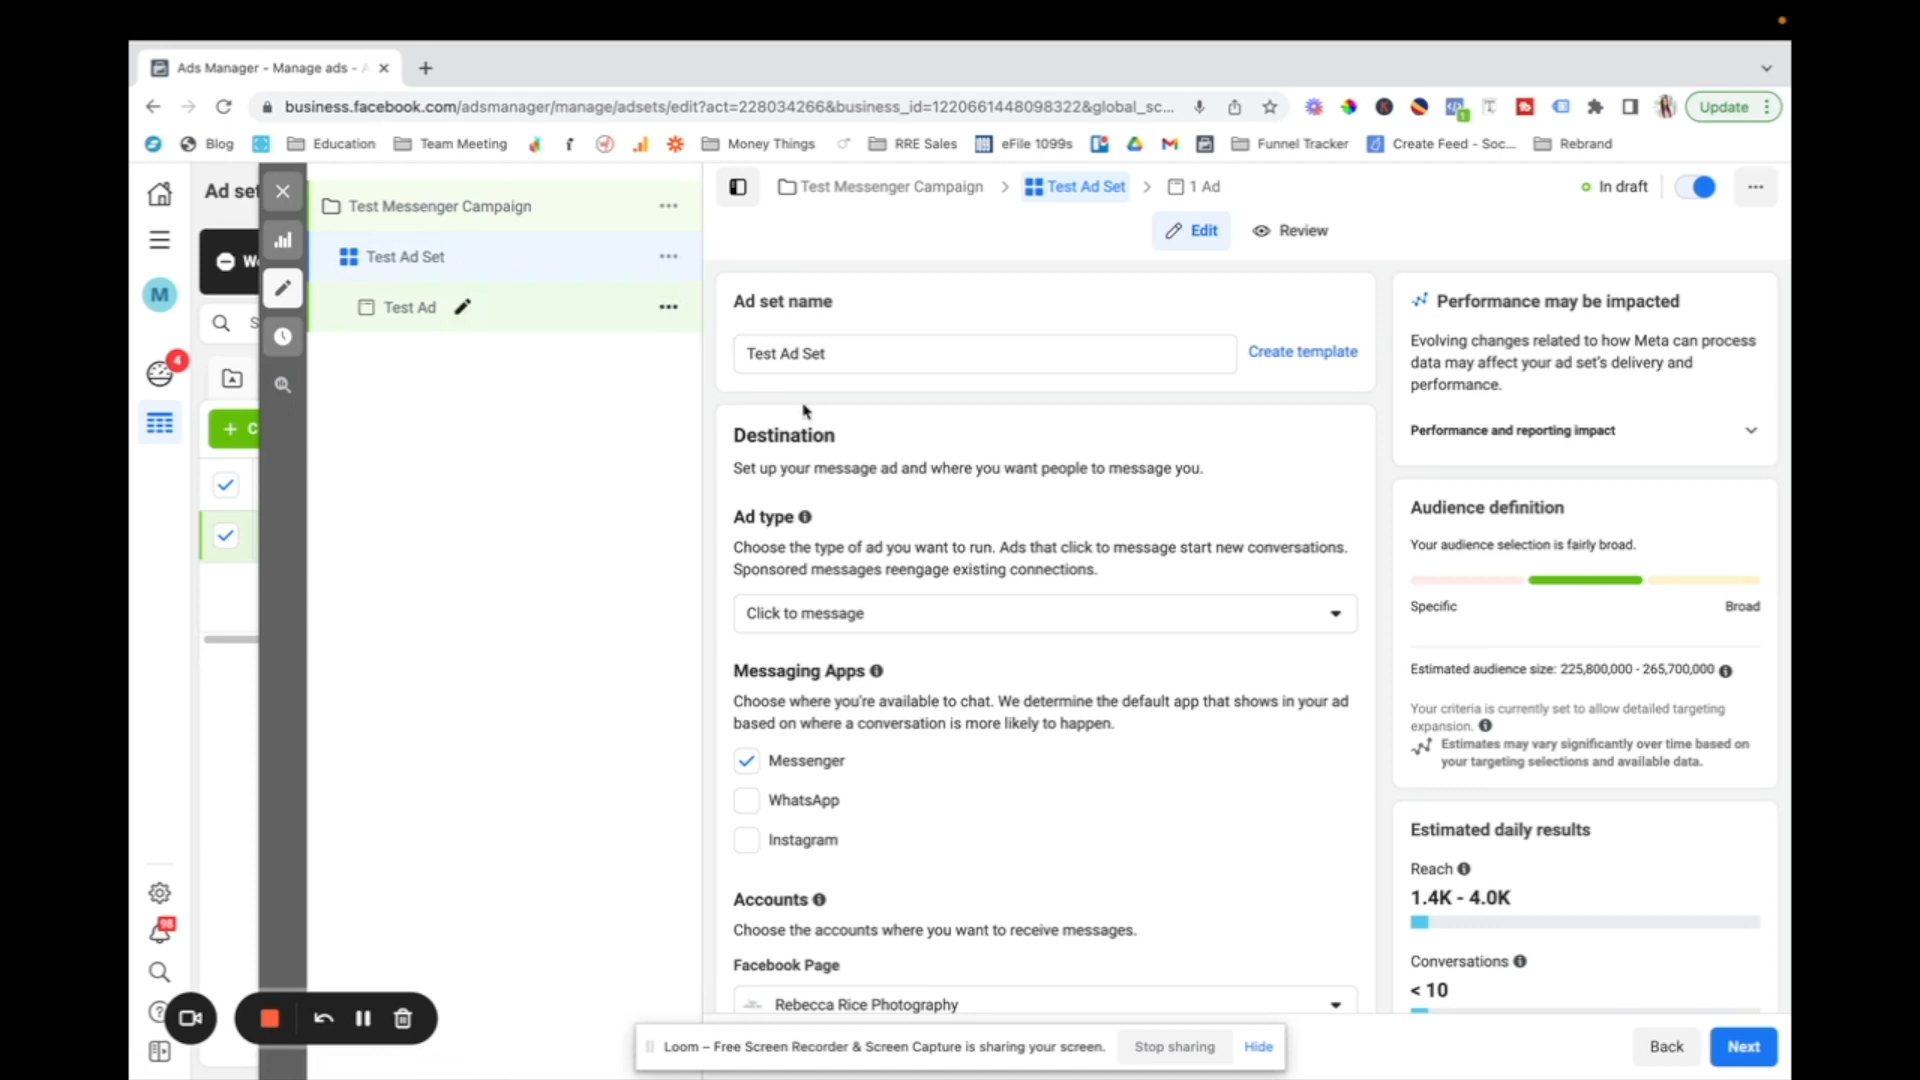 Ads Manager - Manage ads - A
business.facebook.com/adsmanager/manage/adsets/edit?act=228034266&business_id=1220661448098322&global_sc...
Update
Blog
Education
Team Meeting
Money Things
RRE Sales
eFile 1099s
Funnel Tracker
Create Feed - Soc...
Rebrand
Ad set
M
4
98
Test Messenger Campaign
Test Ad Set
Test Ad
Test Messenger Campaign
Test Ad Set
1 Ad
In draft
Edit
Review
Ad set name
Test Ad Set
Create template
Destination
Set up your message ad and where you want people to message you.
Ad type
Choose the type of ad you want to run. Ads that click to message start new conversations.
Sponsored messages reengage existing connections.
Click to message
Messaging Apps
Choose where you're available to chat. We determine the default app that shows in your ad
based on where a conversation is more likely to happen.
Messenger
WhatsApp
Instagram
Accounts
Choose the accounts where you want to receive messages.
Facebook Page
Rebecca Rice Photography
Performance may be impacted
Evolving changes related to how Meta can process
data may affect your ad set's delivery and
performance.
Performance and reporting impact
Audience definition
Your audience selection is fairly broad.
Specific
Broad
Estimated audience size: 225,800,000 - 265,700,000
Your criteria is currently set to allow detailed targeting
expansion.
Estimates may vary significantly over time based on
your targeting selections and available data.
Estimated daily results
Reach
1.4K - 4.0K
Conversations
< 10
Loom – Free Screen Recorder & Screen Capture is sharing your screen.
Stop sharing
Hide
Back
Next